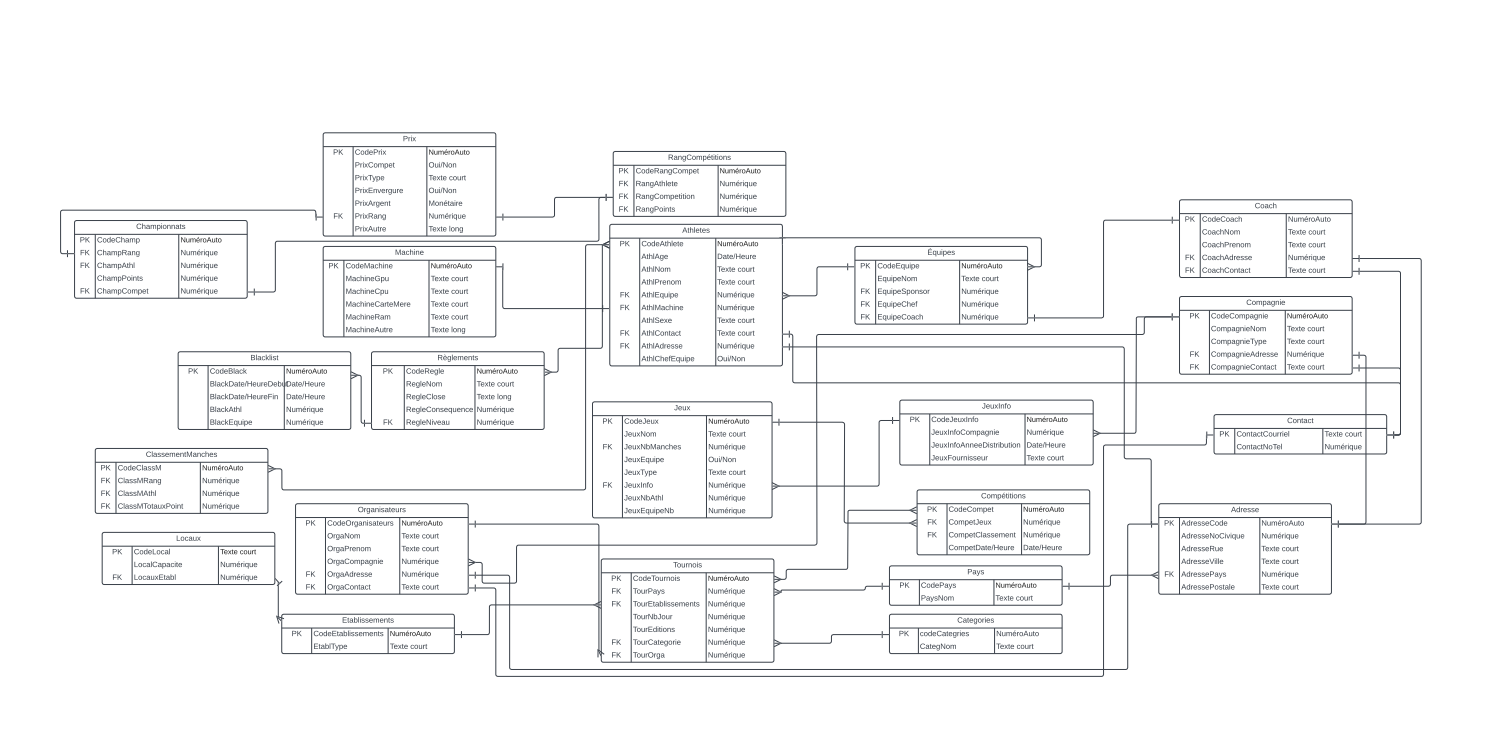 Prix
PK CodePrix NuméroAuto
PrixCompet Oui/Non
PrixType Texte court
PrixEnvergure Oui/Non
PrixArgent Monétaire
FK PrixRang Numérique
PrixAutre Texte long
RangCompétitions
PK CodeRangCompet NuméroAuto
FK RangAthlete Numérique
FK RangCompetition Numérique
FK RangPoints Numérique
Championnats
PK CodeChamp NuméroAuto
FK ChampRang Numérique
FK ChampAthl Numérique
ChampPoints Numérique
FK ChampCompet Numérique
Machine
PK CodeMachine NuméroAuto
MachineGpu Texte court
MachineCpu Texte court
MachineCarteMere Texte court
MachineRam Texte court
MachineAutre Texte long
Athletes
PK CodeAthlete NuméroAuto
AthlAge Date/Heure
AthlNom Texte court
AthlPrenom Texte court
FK AthlEquipe Numérique
FK AthlMachine Numérique
AthlSexe Texte court
FK AthlContact Texte court
FK AthlAdresse Numérique
AthlChefEquipe Oui/Non
Équipes
PK CodeEquipe NuméroAuto
EquipeNom Texte court
FK EquipeSponsor Numérique
FK EquipeChef Numérique
FK EquipeCoach Numérique
Coach
PK CodeCoach NuméroAuto
CoachNom Texte court
CoachPrenom Texte court
FK CoachAdresse Numérique
FK CoachContact Texte court
Compagnie
PK CodeCompagnie NuméroAuto
CompagnieNom Texte court
CompagnieType Texte court
FK CompagnieAdresse Numérique
FK CompagnieContact Texte court
Blacklist
PK CodeBlack NuméroAuto
BlackDate/HeureDebut Date/Heure
BlackDate/HeureFin Date/Heure
BlackAthl Numérique
BlackEquipe Numérique
Règlements
PK CodeRegle NuméroAuto
RegleNom Texte court
RegleClose Texte long
RegleConsequence Numérique
FK RegleNiveau Numérique
Jeux
PK CodeJeux NuméroAuto
JeuxNom Texte court
FK JeuxNbManches Numérique
JeuxEquipe Oui/Non
JeuxType Texte court
FK JeuxInfo Numérique
JeuxNbAthl Numérique
JeuxEquipeNb Numérique
JeuxInfo
PK CodeJeuxInfo NuméroAuto
JeuxInfoCompagnie Numérique
JeuxInfoAnneeDistribution Date/Heure
JeuxFournisseur Texte court
Contact
PK ContactCourriel Texte court
ContactNoTel Numérique
ClassementManches
PK CodeClassM NuméroAuto
FK ClassMRang Numérique
FK ClassMAthl Numérique
FK ClassMTotauxPoint Numérique
Organisateurs
PK CodeOrganisateurs NuméroAuto
OrgaNom Texte court
OrgaPrenom Texte court
OrgaCompagnie Numérique
FK OrgaAdresse Numérique
FK OrgaContact Texte court
Compétitions
PK CodeCompet NuméroAuto
FK CompetJeux Numérique
FK CompetClassement Numérique
CompetDate/Heure Date/Heure
Adresse
PK AdresseCode NuméroAuto
AdresseNoCivique Numérique
AdresseRue Texte court
AdresseVille Texte court
FK AdressePays Numérique
AdressePostale Texte court
Locaux
PK CodeLocal Texte court
LocalCapacite Numérique
FK LocauxEtabl Numérique
Tournois
PK CodeTournois NuméroAuto
FK TourPays Numérique
FK TourEtablissements Numérique
TourNbJour Numérique
TourEditions Numérique
FK TourCategorie Numérique
FK TourOrga Numérique
Pays
PK CodePays NuméroAuto
PaysNom Texte court
Etablissements
PK CodeEtablissements NuméroAuto
EtablType Texte court
Categories
PK codeCategries NuméroAuto
CategNom Texte court